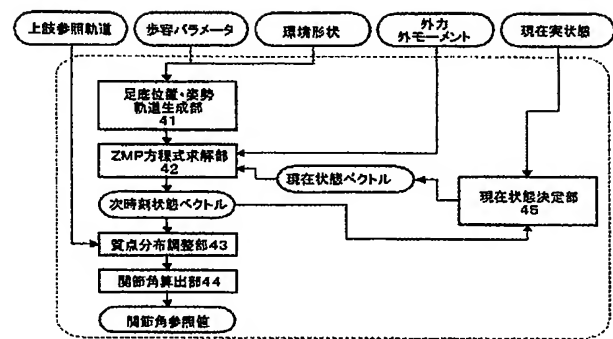 上肢参照軌道
歩容パラメータ
環境形状
外力
外モーメント
現在実状態
足底位置・姿勢
軌道生成部
41
ZMP方程式求解部
42
現在状態ベクトル
現在状態決定部
45
次時刻状態ベクトル
質点分布調整部43
関節角算出部44
関節角参照値